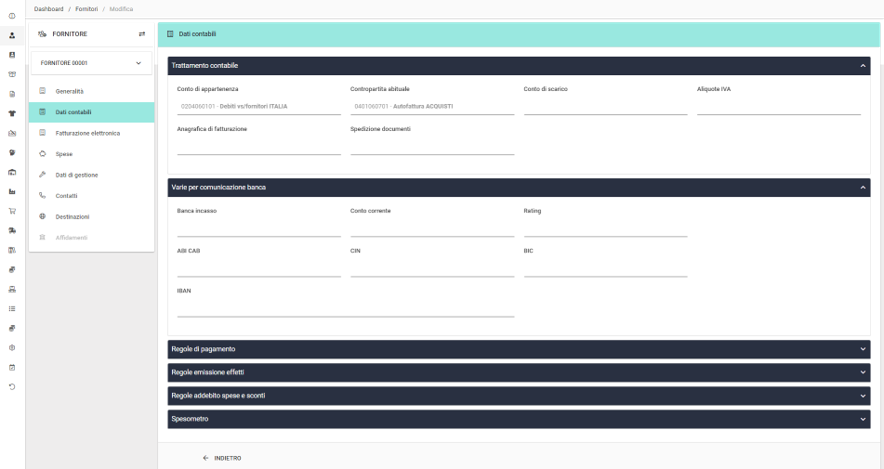 Dashboard / Fornitori / Modifica
FORNITORE
FORNITORE 00001
Generalità
Dati contabili
Fatturazione elettronica
Spese
Dati di gestione
Contatti
Destinazioni
Affidamenti
Dati contabili
Trattamento contabile
Conto di appartenenza Contropartita abituale Conto di scarico Aliquote IVA
0204060101 - Debiti vs/fornitori ITALIA 0401060701 - Autofattura ACQUISTI
Anagrafica di fatturazione Spedizione documenti
Varie per comunicazione banca
Banca incasso Conto corrente Rating
ABI CAB CIN BIC
IBAN
Regole di pagamento
Regole emissione effetti
Regole addebito spese e sconti
Spesometro
INDIETRO